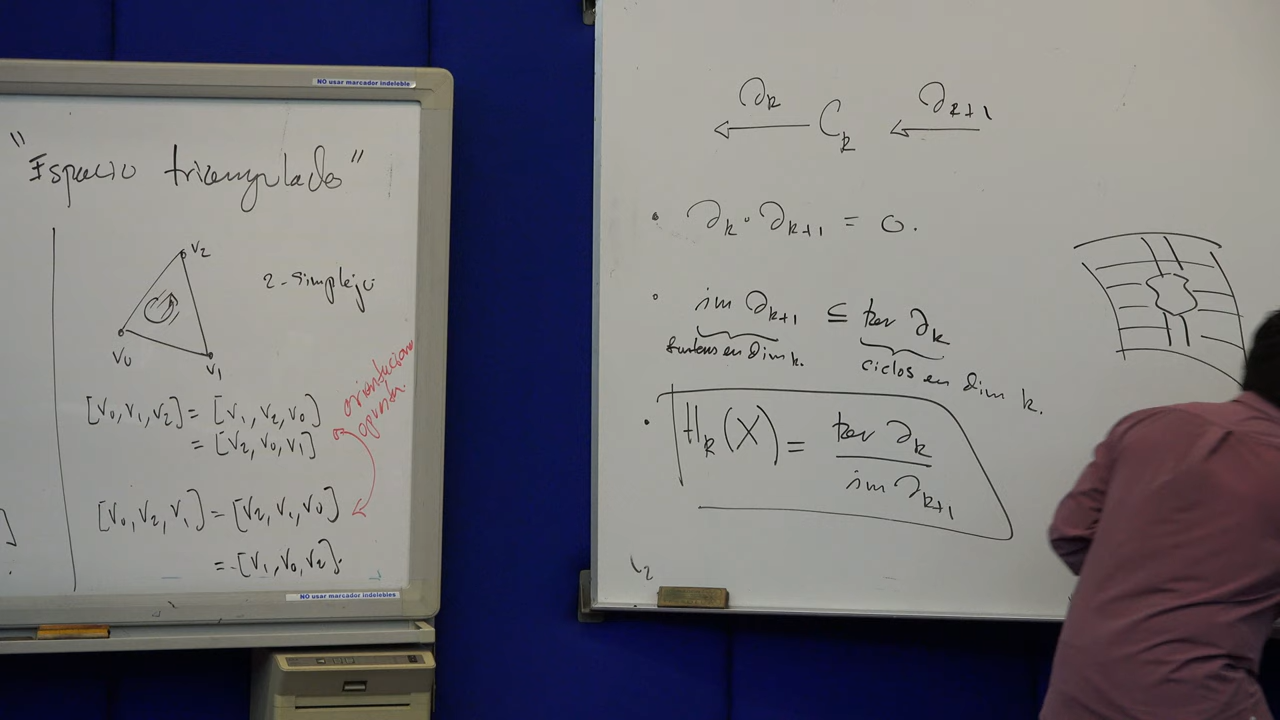 NO usar marcador indeleble
"Espacio triangulado"
v₂
2-simplejo
v₀
v₁
[v₀,v₁,v₂] = [v₁,v₂,v₀]
= [v₂,v₀,v₁]
orientación
opuesta.
[v₀,v₂,v₁] = [v₂,v₁,v₀]
= [v₁,v₀,v₂].
NO usar marcador indelebles
∂ₖ Cₖ ∂ₖ₊₁
• ∂ₖ∘∂ₖ₊₁ = 0.
• im ∂ₖ₊₁ ⊆ ker ∂ₖ
en Dim k. ciclos en Dim k.
• Hₖ(X) = ker ∂ₖ
im ∂ₖ₊₁